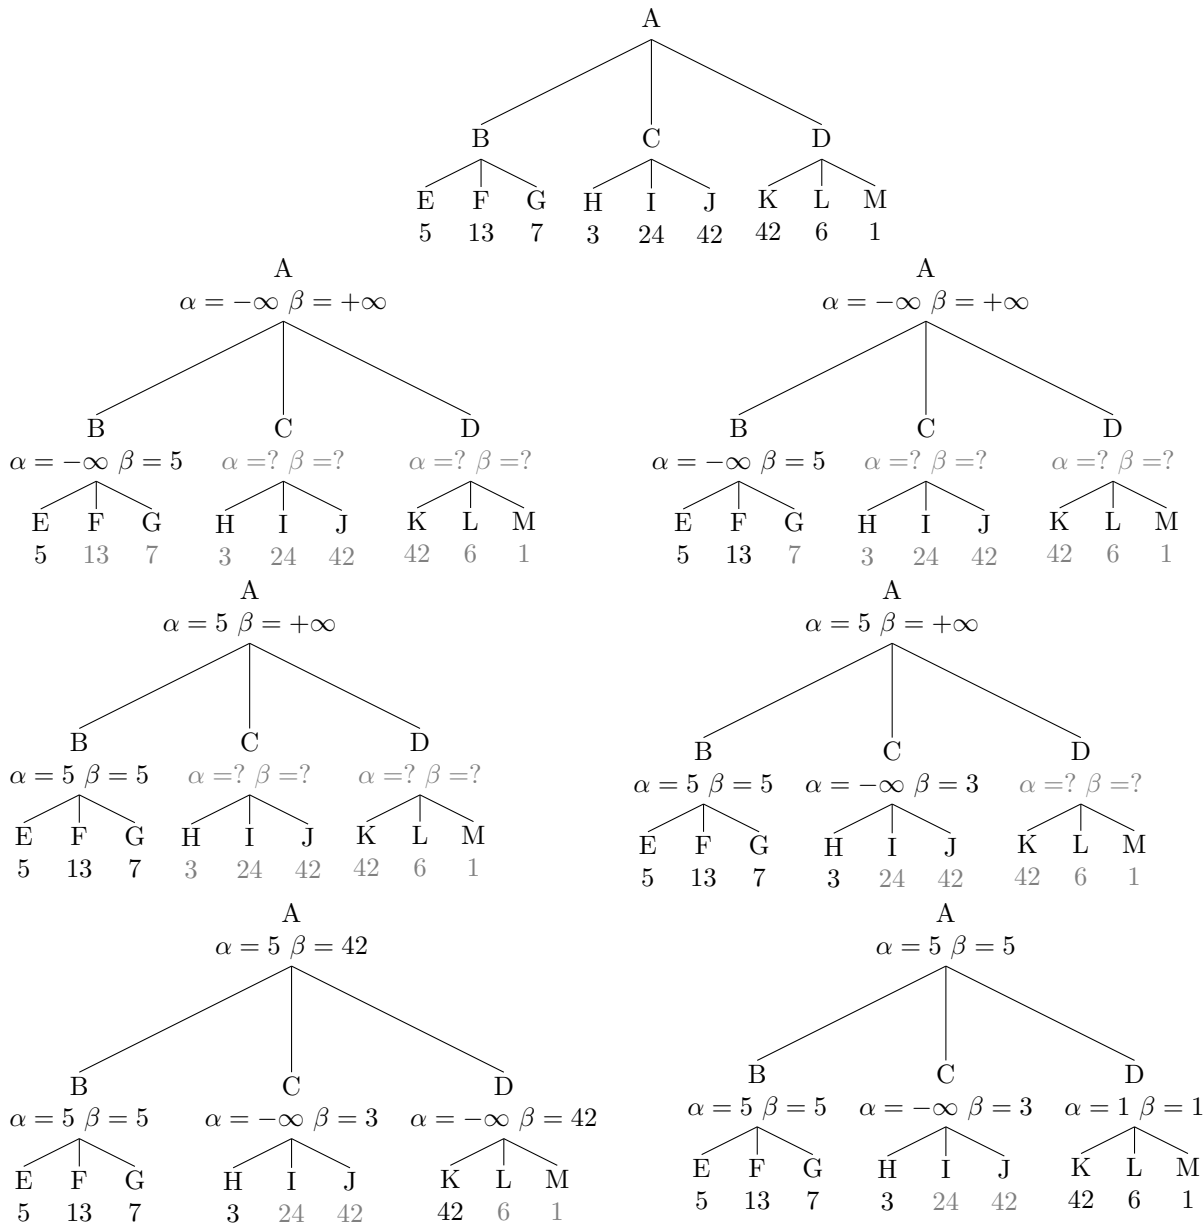 A
B C D
E F G H I J K L M
5 13 7 3 24 42 42 6 1
A
α = −∞ β = +∞
B C D
α = −∞ β = 5 α =? β =? α =? β =?
E F G H I J K L M
5 13 7 3 24 42 42 6 1
A
α = −∞ β = +∞
B C D
α = −∞ β = 5 α =? β =? α =? β =?
E F G H I J K L M
5 13 7 3 24 42 42 6 1
A
α = 5 β = +∞
B C D
α = 5 β = 5 α =? β =? α =? β =?
E F G H I J K L M
5 13 7 3 24 42 42 6 1
A
α = 5 β = +∞
B C D
α = 5 β = 5 α = −∞ β = 3 α =? β =?
E F G H I J K L M
5 13 7 3 24 42 42 6 1
A
α = 5 β = 42
B C D
α = 5 β = 5 α = −∞ β = 3 α = −∞ β = 42
E F G H I J K L M
5 13 7 3 24 42 42 6 1
A
α = 5 β = 5
B C D
α = 5 β = 5 α = −∞ β = 3 α = 1 β = 1
E F G H I J K L M
5 13 7 3 24 42 42 6 1